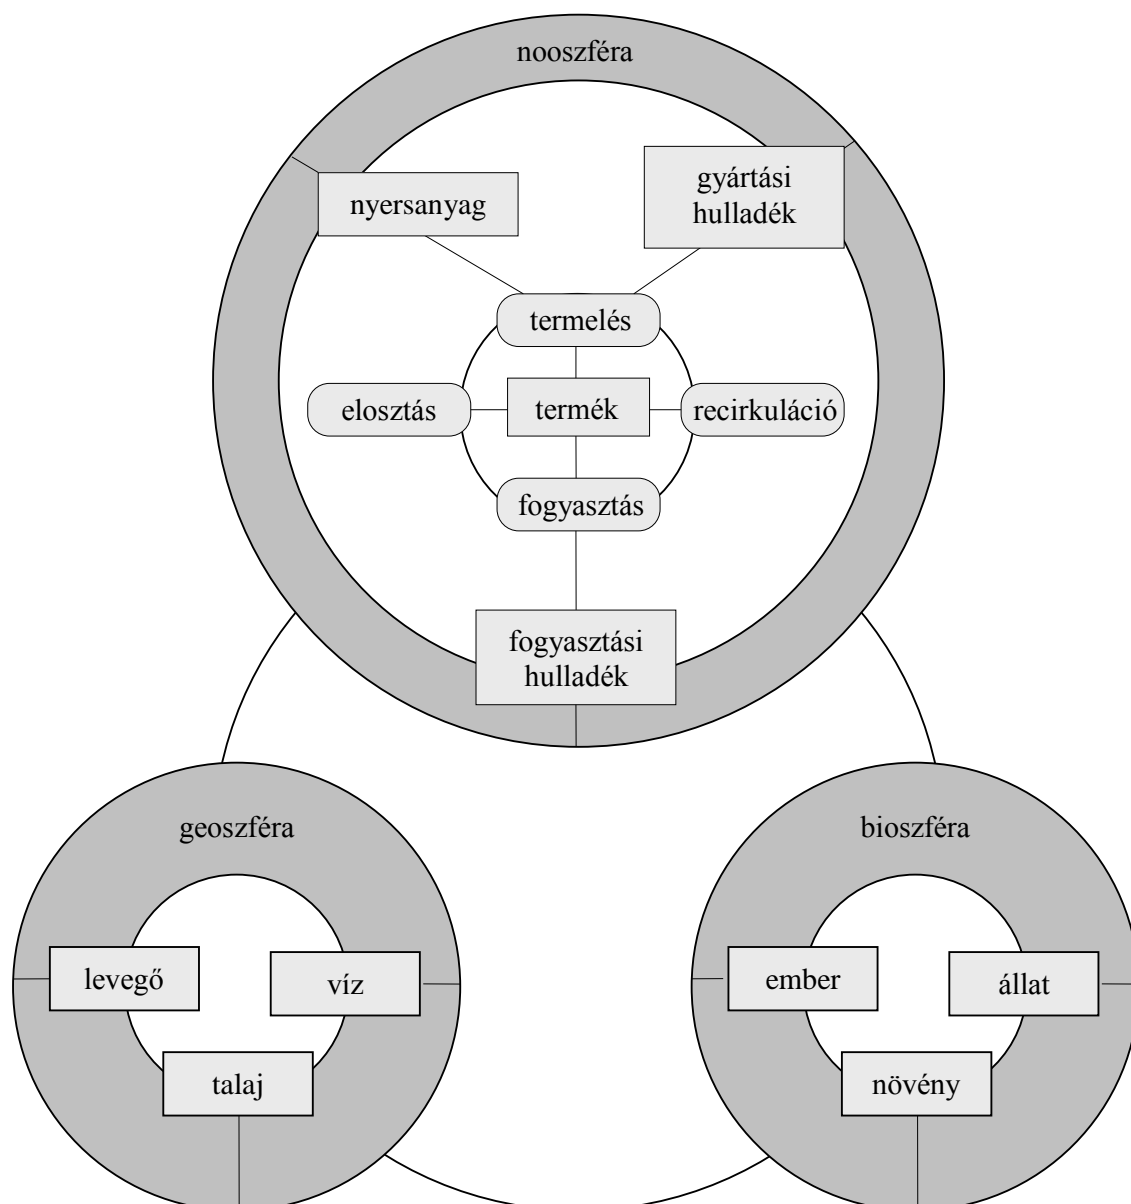 nooszféra
nyersanyag
gyártási
hulladék
termelés
elosztás
termék
recirkuláció
fogyasztás
fogyasztási
hulladék
geoszféra
bioszféra
levegő
víz
talaj
ember
állat
növény